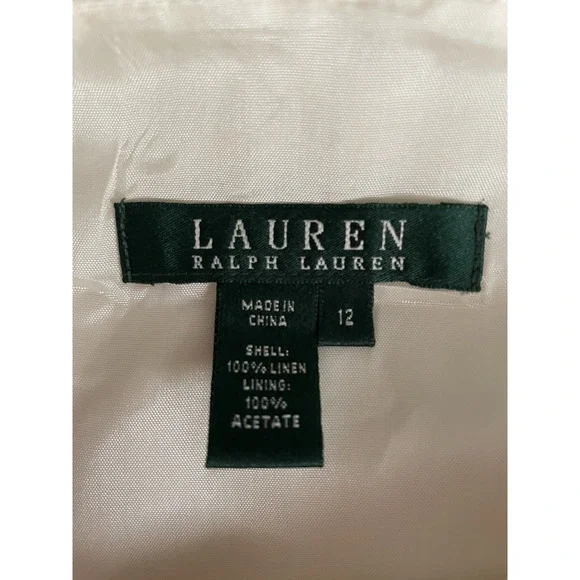 LAUREN
RALPH LAUREN
MADE IN
CHINA
12
SHELL:
100% LINEN
LINING:
100%
ACETATE